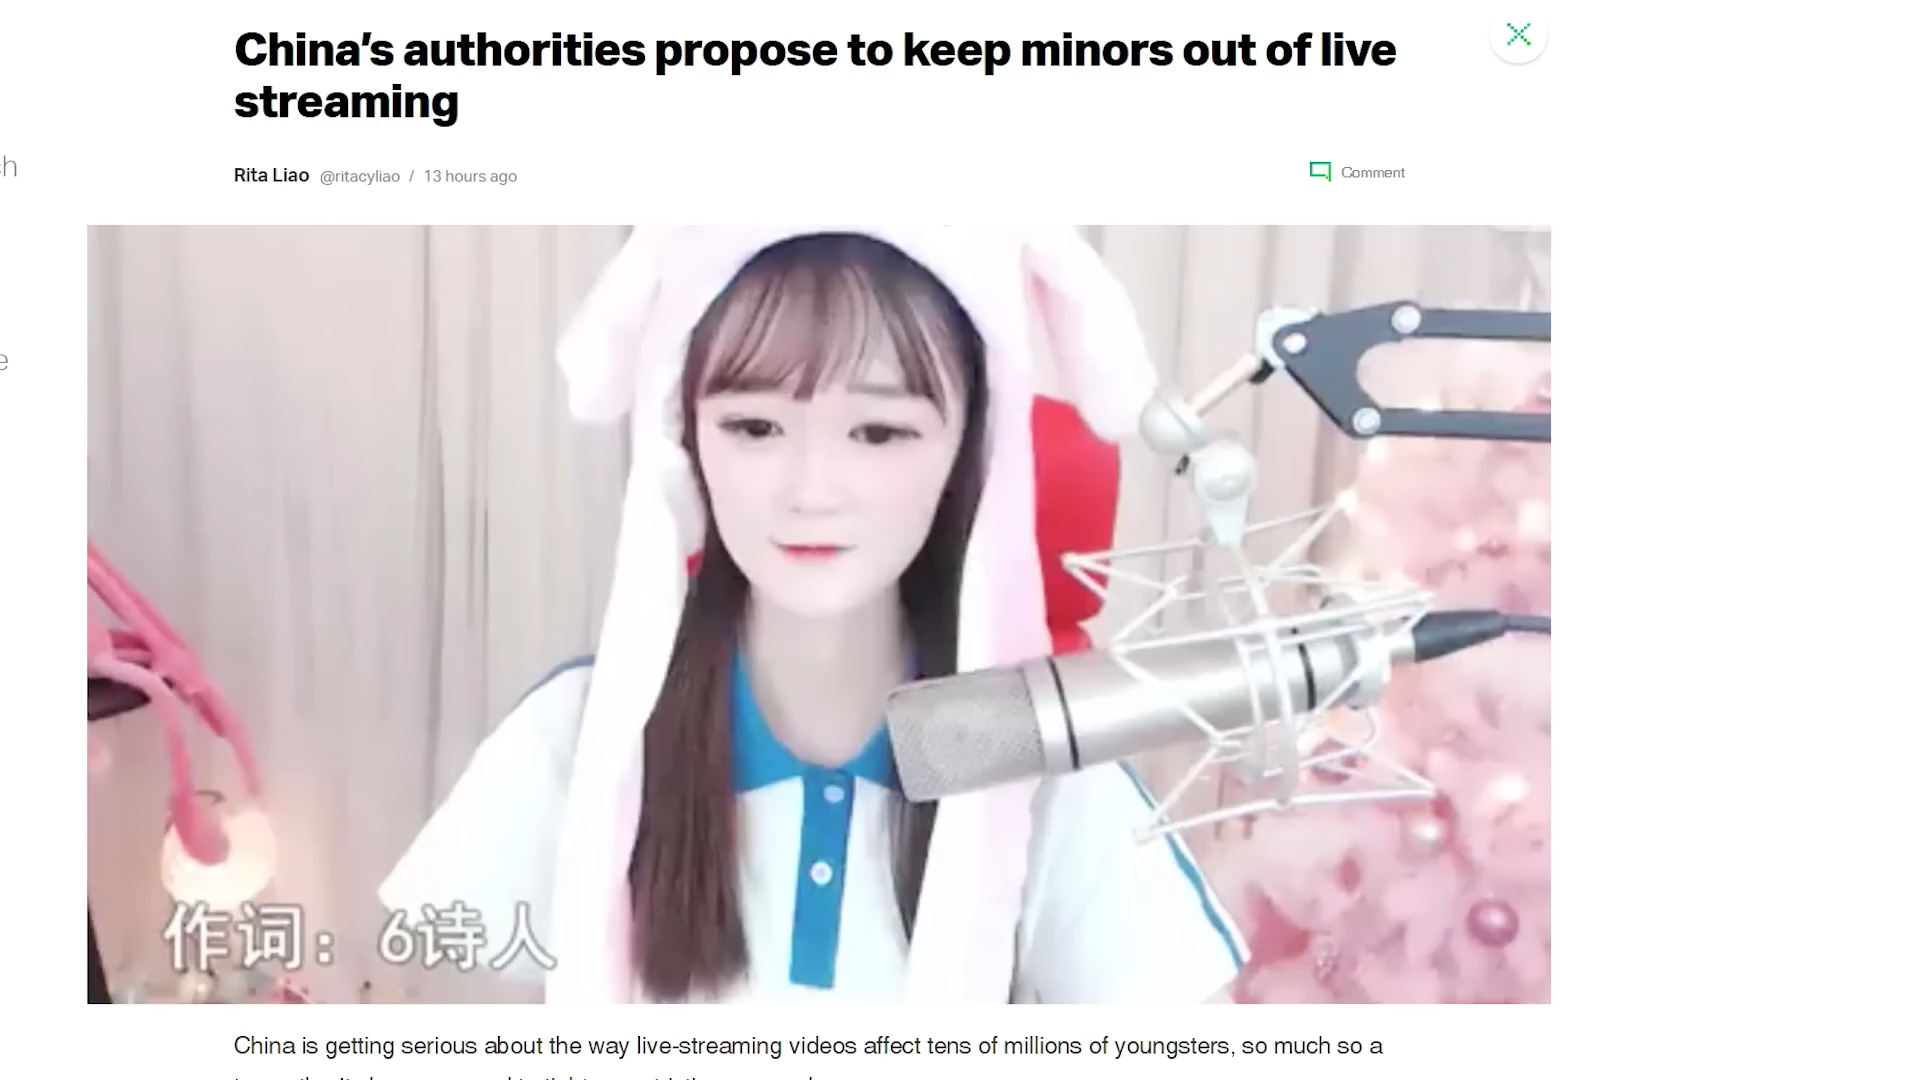 China's authorities propose to keep minors out of live
streaming
Rita Liao @ritacyliao / 13 hours ago
Comment
作词：6诗人
China is getting serious about the way live-streaming videos affect tens of millions of youngsters, so much so a